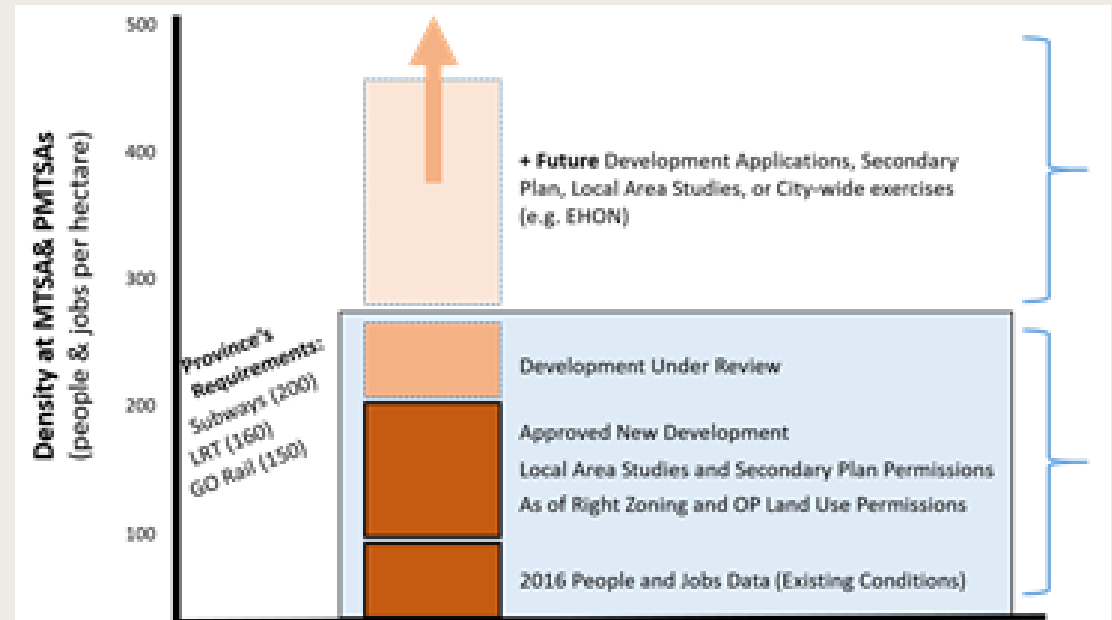 Density at MTSA& PMTSAs
(people & jobs per hectare)
500
400
300
200
100
Province's
Requirements:
Subways (200)
LRT (160)
GO Rail (150)
+ Future Development Applications, Secondary
Plan, Local Area Studies, or City-wide exercises
(e.g. EHON)
Development Under Review
Approved New Development
Local Area Studies and Secondary Plan Permissions
As of Right Zoning and OP Land Use Permissions
2016 People and Jobs Data (Existing Conditions)